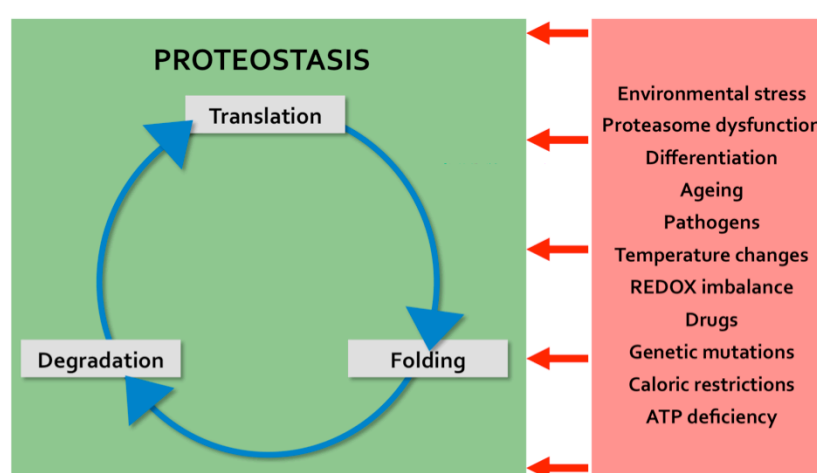 PROTEOSTASIS
Translation
Folding
Degradation
Environmental stress
Proteasome dysfunction
Differentiation
Ageing
Pathogens
Temperature changes
REDOX imbalance
Drugs
Genetic mutations
Caloric restrictions
ATP deficiency